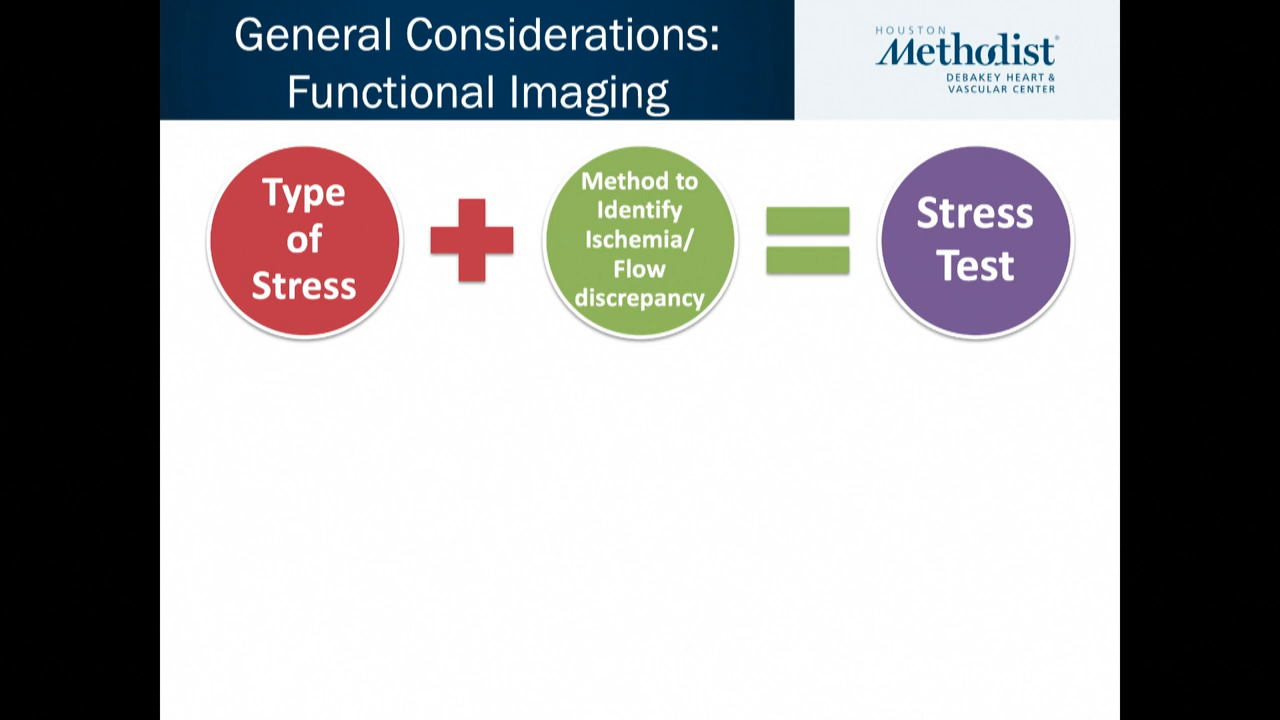 General Considerations:
Functional Imaging
HOUSTON
Methodist®
DEBAKEY HEART &
VASCULAR CENTER
Type
of
Stress
Method to
Identify
Ischemia/
Flow
discrepancy
Stress
Test